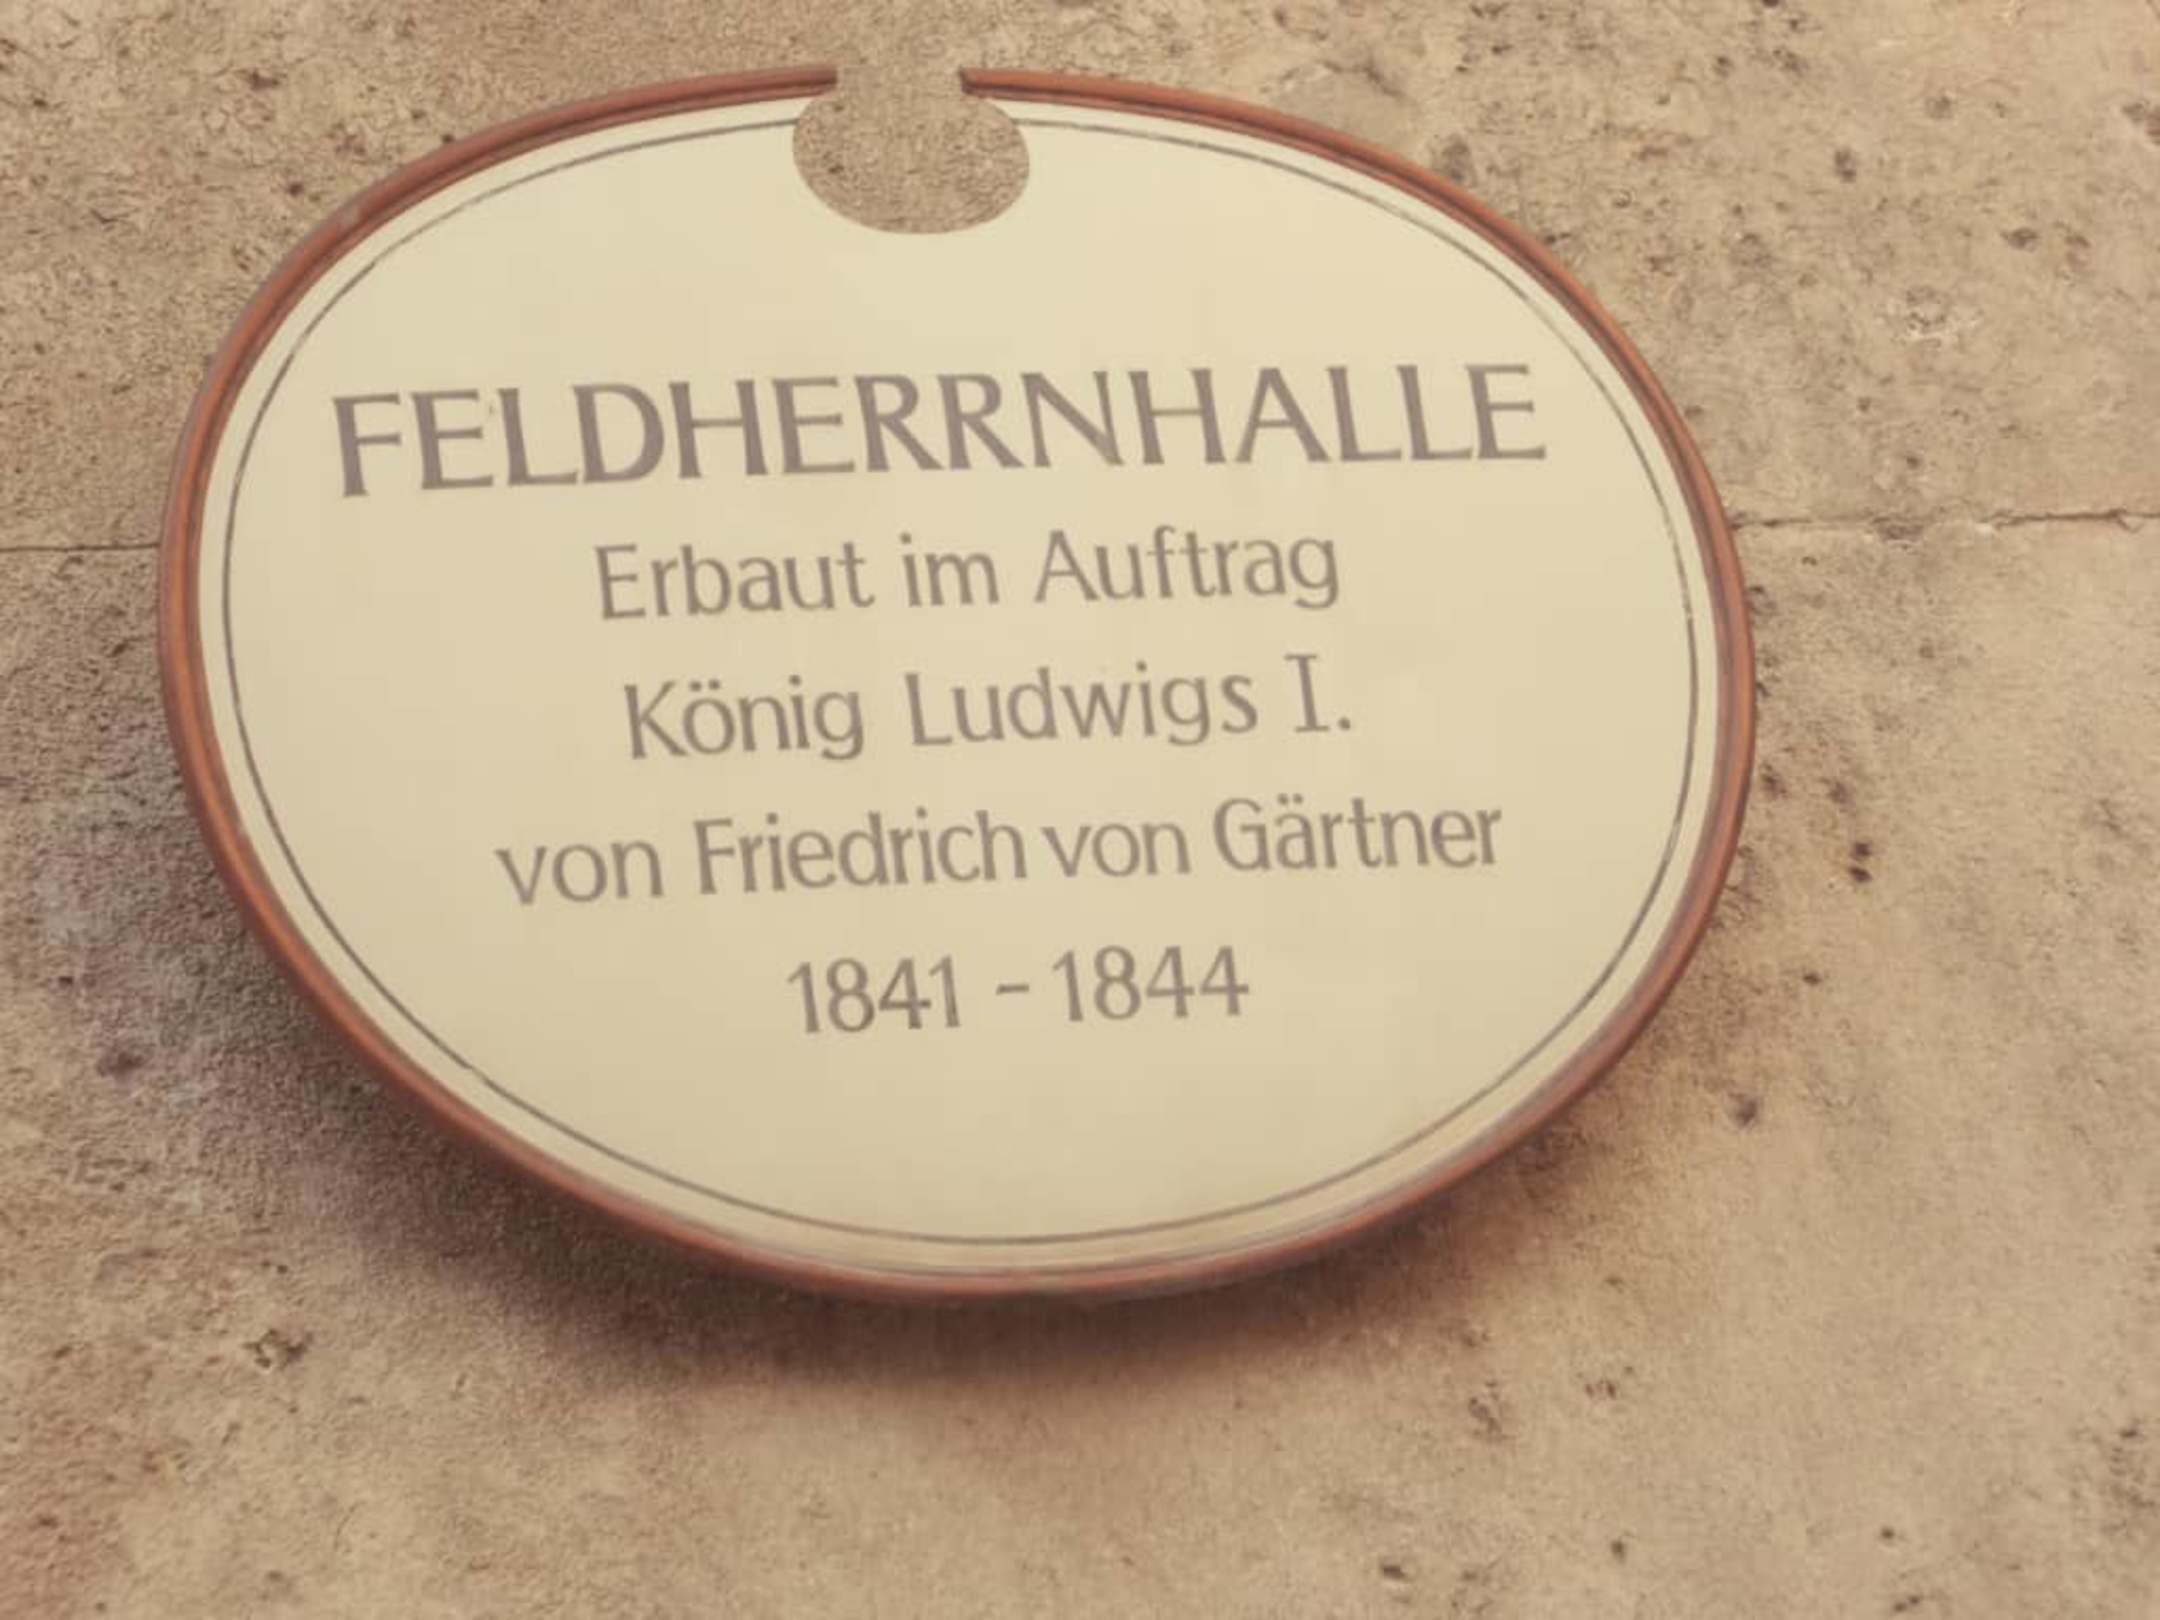 FELDHERRNHALLE
Erbaut im Auftrag
König Ludwigs I.
von Friedrich von Gärtner
1841 - 1844